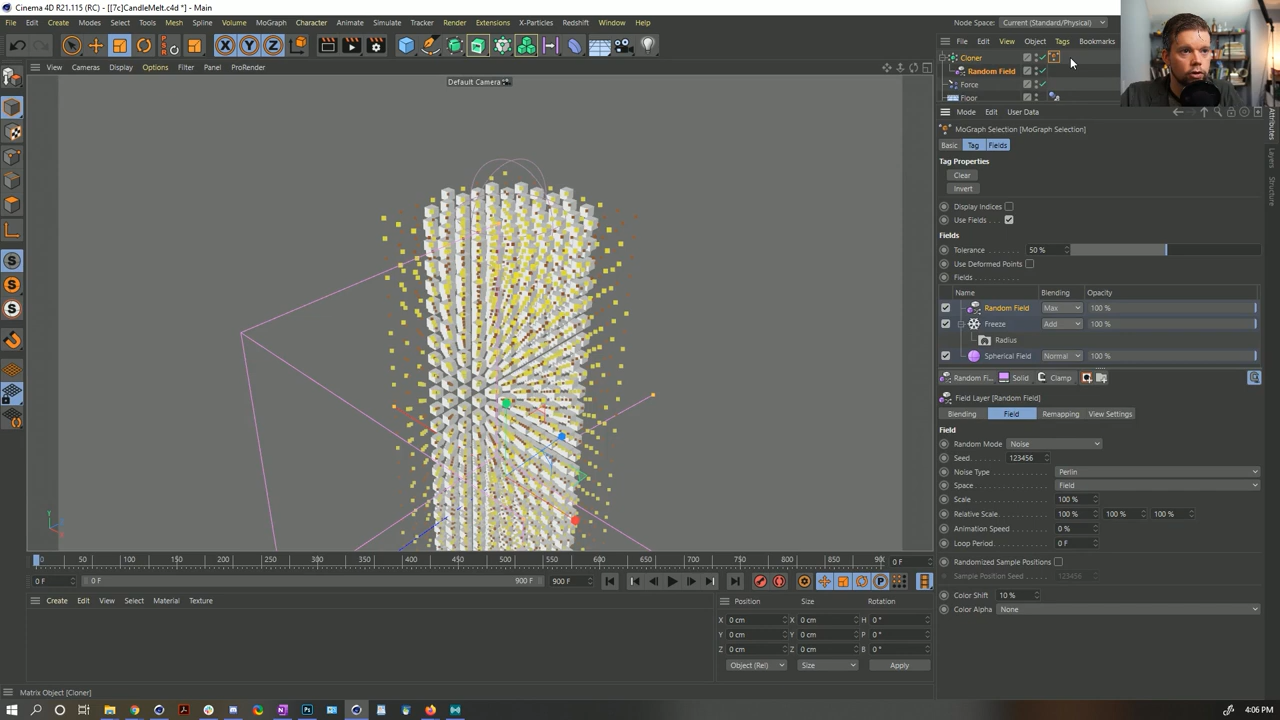 Cinema 4D R21.115 (RC) - [[7c]CandleMelt.c4d *] - Main
File Edit Create Modes Select Tools Mesh Spline Volume MoGraph Character Animate Simulate Tracker Render Extensions X-Particles Redshift Window Help
Node Space: Current (Standard/Physical)
File Edit View Object Tags Bookmarks
X Y Z
View Cameras Display Options Filter Panel ProRender
Cloner
Random Field
Force
Floor
Default Camera
Mode Edit User Data
MoGraph Selection [MoGraph Selection]
Basic Tag Fields
Tag Properties
Clear
Invert
Display Indices
Use Fields
Fields
Tolerance 50 %
Use Deformed Points
Fields
Name Blending Opacity
Random Field Max 100 %
Freeze Add 100 %
Radius
Spherical Field Normal 100 %
Random Fi... Solid Clamp
Field Layer [Random Field]
Blending Field Remapping View Settings
Field
Random Mode Noise
Seed 123456
Noise Type Perlin
Space Field
Scale 100 %
Relative Scale 100 % 100 % 100 %
Animation Speed 0 %
Loop Period 0 F
Randomized Sample Positions
Sample Position Seed 123456
Color Shift 10 %
Color Alpha None
Attributes
Layers
Structure
0 50 100 150 200 250 300 350 400 450 500 550 600 650 700 750 800 850 90 0 F
0 F 0 F 900 F 900 F
Create Edit View Select Material Texture
Position Size Rotation
X 0 cm X 0 cm H 0 °
Y 0 cm Y 0 cm P 0 °
Z 0 cm Z 0 cm B 0 °
Object (Rel) Size Apply
Matrix Object [Cloner]
4:06 PM